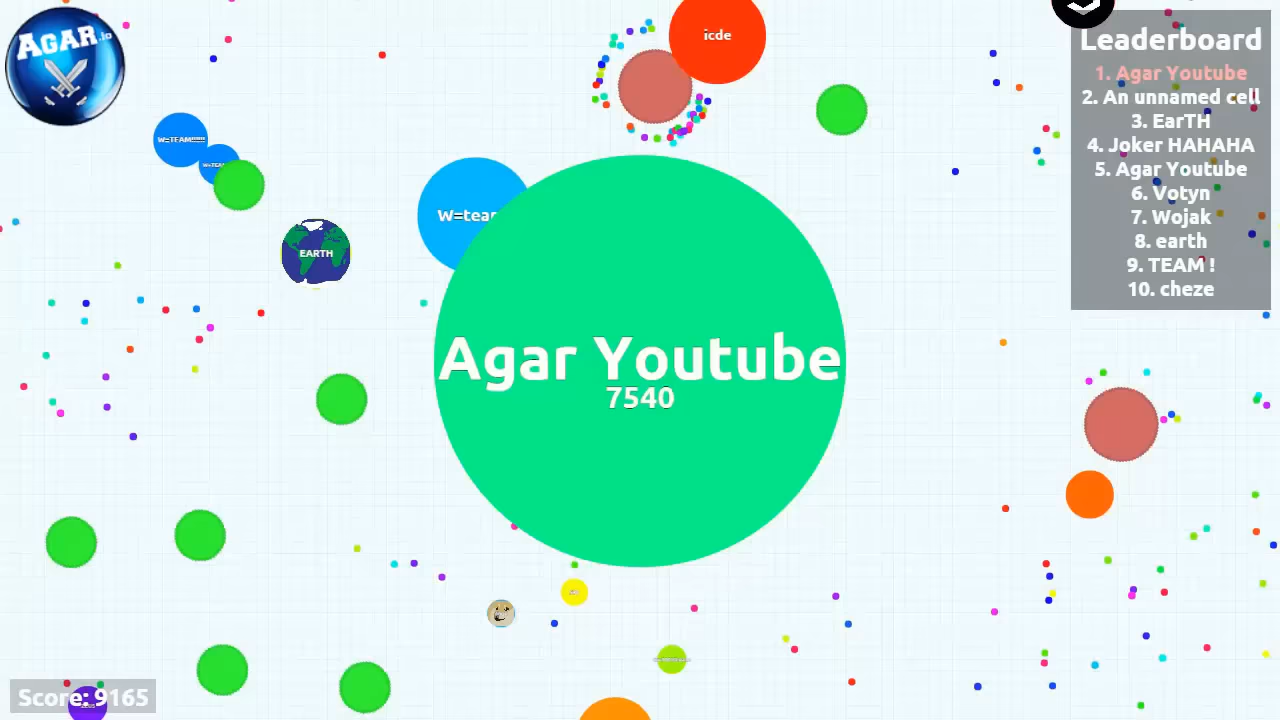 AGAR.io
icde
W=TEAM!!!!!!!
EARTH
W=tear
Agar Youtube
7540
Leaderboard
1. Agar Youtube
2. An unnamed cell
3. EarTH
4. Joker HAHAHA
5. Agar Youtube
6. Votyn
7. Wojak
8. earth
9. TEAM !
10. cheze
Score: 9165